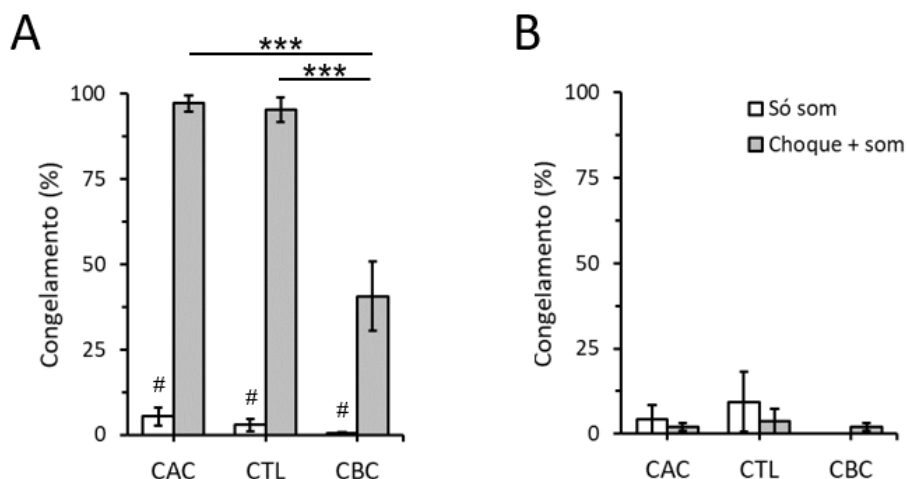 A
***
***
Congelamento (%)
100
75
50
25
0
#
#
#
CAC
CTL
CBC
B
Só som
Choque + som
Congelamento (%)
100
75
50
25
0
CAC
CTL
CBC